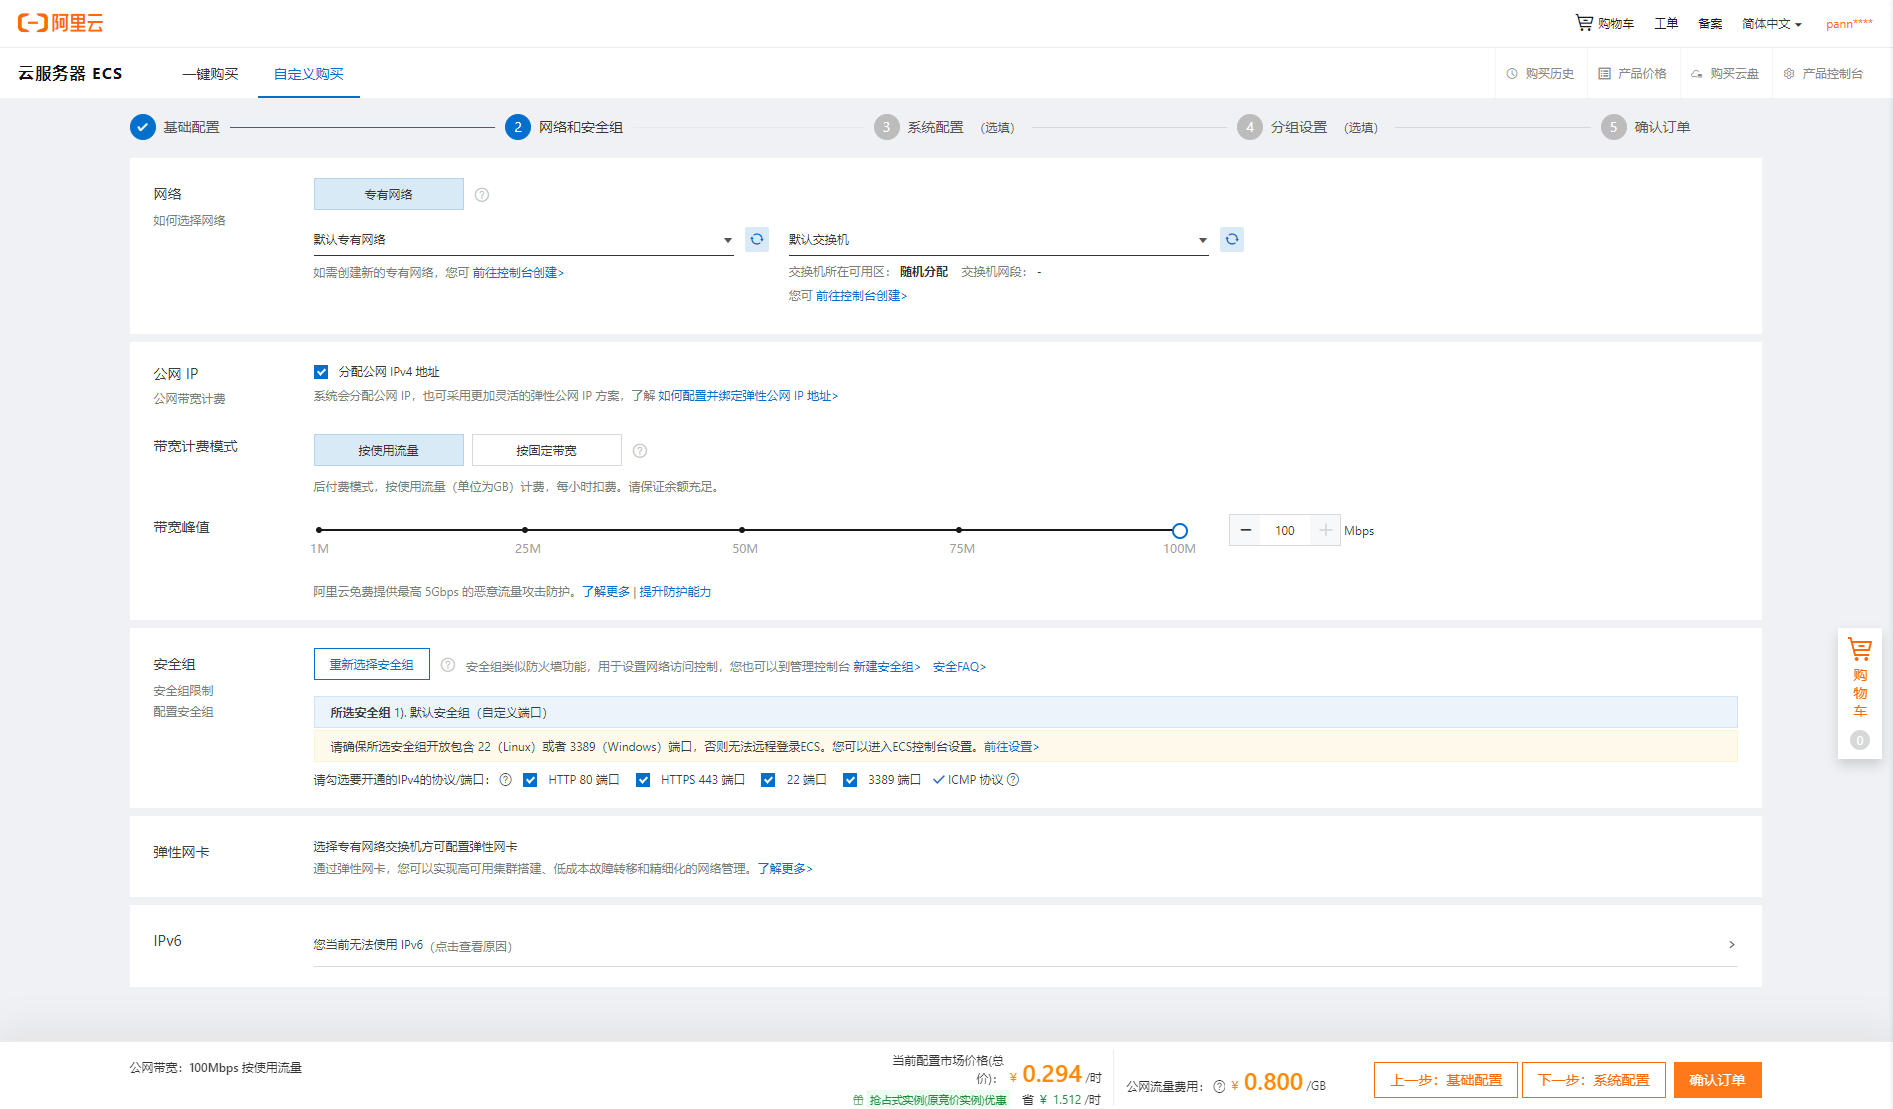 阿里云
购物车 工单 备案 简体中文 pann****
云服务器 ECS 一键购买 自定义购买 购买历史 产品价格 购买云盘 产品控制台
基础配置 2 网络和安全组 3 系统配置 (选填) 4 分组设置 (选填) 5 确认订单
网络 专有网络
如何选择网络
默认专有网络 默认交换机
如需创建新的专有网络，您可 前往控制台创建> 交换机所在可用区： 随机分配 交换机网段： -
您可 前往控制台创建>
公网 IP 分配公网 IPv4 地址
公网带宽计费 系统会分配公网 IP，也可采用更加灵活的弹性公网 IP 方案，了解 如何配置并绑定弹性公网 IP 地址>
带宽计费模式 按使用流量 按固定带宽
后付费模式，按使用流量（单位为GB）计费，每小时扣费。请保证余额充足。
带宽峰值 100 Mbps
1M 25M 50M 75M 100M
阿里云免费提供最高 5Gbps 的恶意流量攻击防护。了解更多 | 提升防护能力
安全组 重新选择安全组 安全组类似防火墙功能，用于设置网络访问控制，您也可以到管理控制台 新建安全组> 安全FAQ>
安全组限制
配置安全组 所选安全组 1). 默认安全组（自定义端口）
请确保所选安全组开放包含 22（Linux）或者 3389（Windows）端口，否则无法远程登录ECS。您可以进入ECS控制台设置。前往设置>
请勾选要开通的IPv4的协议/端口： HTTP 80 端口 HTTPS 443 端口 22 端口 3389 端口 ICMP 协议
弹性网卡 选择专有网络交换机方可配置弹性网卡
通过弹性网卡，您可以实现高可用集群搭建、低成本故障转移和精细化的网络管理。了解更多>
IPv6 您当前无法使用 IPv6 (点击查看原因)
购物车 0
公网带宽：100Mbps 按使用流量
当前配置市场价格(总价)： ¥ 0.294 /时
抢占式实例(原竞价实例)优惠 省 ¥ 1.512 /时
公网流量费用： ¥ 0.800 /GB
上一步：基础配置 下一步：系统配置 确认订单